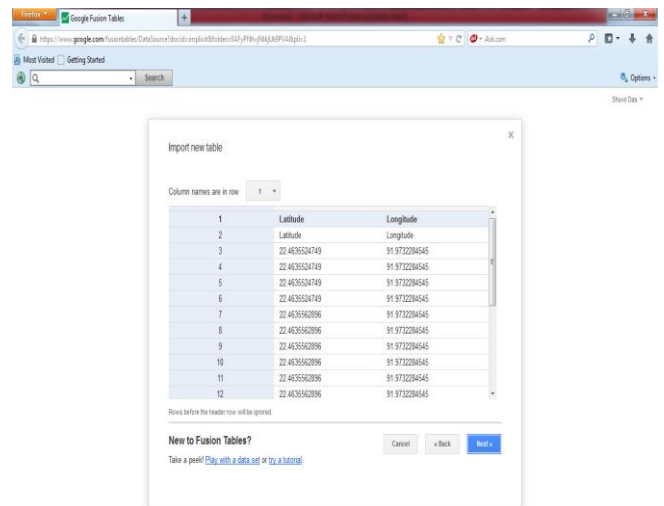 Firefox
Google Fusion Tables
Ask.com
Most Visited Getting Started
Search
Options
Shuvo Das
Import new table
X
Column names are in row 1
1 Latitude Longitude
2 Latitude Longitude
3 22.4635524749 91.9732284545
4 22.4635524749 91.9732284545
5 22.4635524749 91.9732284545
6 22.4635524749 91.9732284545
7 22.4635562896 91.9732284545
8 22.4635562896 91.9732284545
9 22.4635562896 91.9732284545
10 22.4635562896 91.9732284545
11 22.4635562896 91.9732284545
12 22.4635562896 91.9732284545
Rows before the header row will be ignored.
New to Fusion Tables?
Cancel « Back Next »
Take a peek! Play with a data set or try a tutorial.